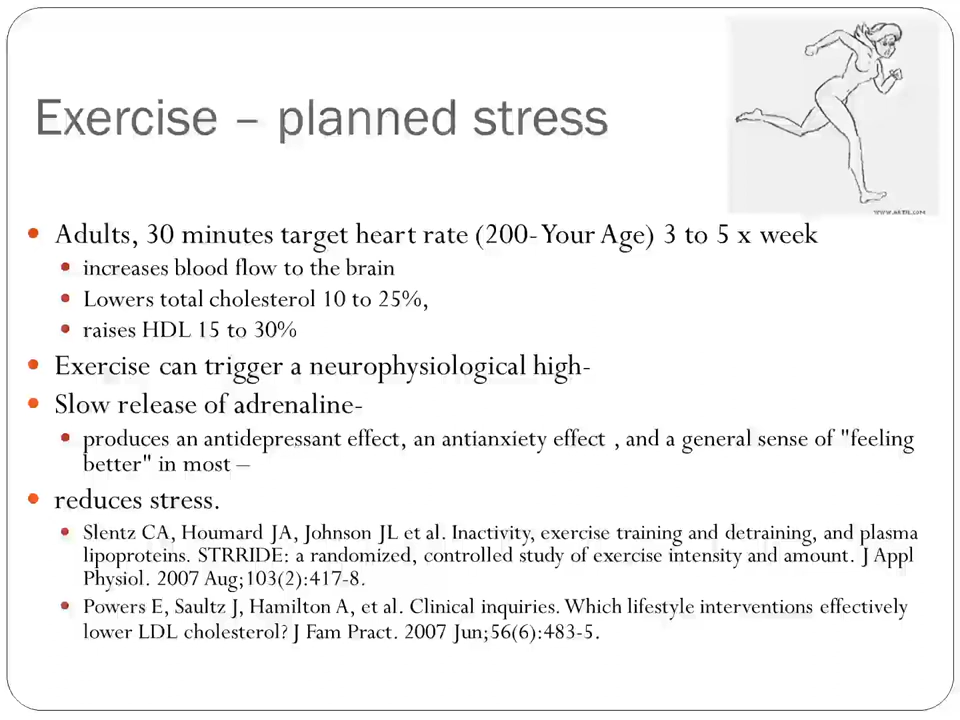 Exercise – planned stress
WWW.ARTIE.COM
Adults, 30 minutes target heart rate (200- Your Age) 3 to 5 x week
increases blood flow to the brain
Lowers total cholesterol 10 to 25%,
raises HDL 15 to 30%
Exercise can trigger a neurophysiological high-
Slow release of adrenaline-
produces an antidepressant effect, an antianxiety effect , and a general sense of "feeling
better" in most –
reduces stress.
Slentz CA, Houmard JA, Johnson JL et al. Inactivity, exercise training and detraining, and plasma
lipoproteins. STRRIDE: a randomized, controlled study of exercise intensity and amount. J Appl
Physiol. 2007 Aug;103(2):417-8.
Powers E, Saultz J, Hamilton A, et al. Clinical inquiries. Which lifestyle interventions effectively
lower LDL cholesterol? J Fam Pract. 2007 Jun;56(6):483-5.